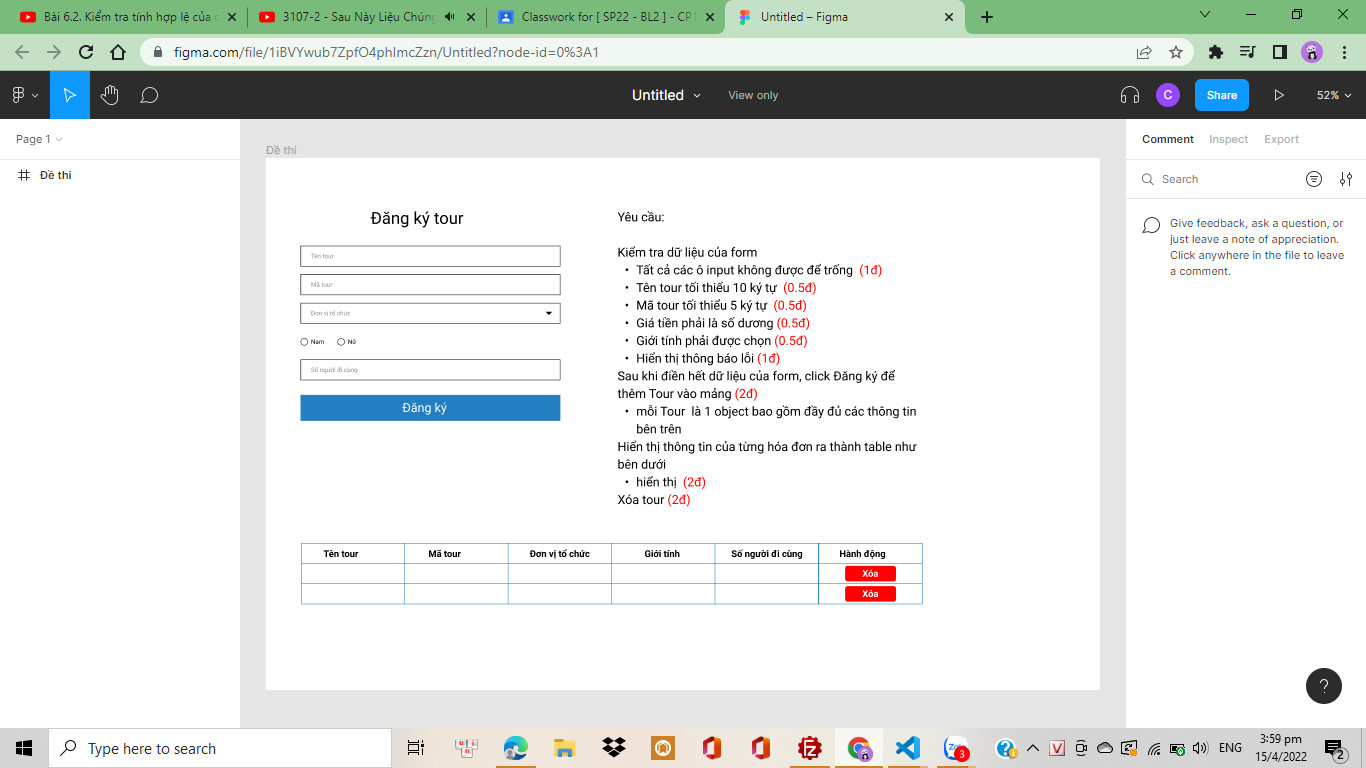 Bài 6.2. Kiểm tra tính hợp lệ của
3107-2 - Sau Này Liệu Chúng
Classwork for [ SP22 - BL2 ] - CP
Untitled – Figma
figma.com/file/1iBVYwub7ZpfO4phImcZzn/Untitled?node-id=0%3A1
Untitled
View only
C
Share
52%
Page 1
Comment
Inspect
Export
Đề thi
Đề thi
Search
Give feedback, ask a question, or
just leave a note of appreciation.
Click anywhere in the file to leave
a comment.
Đăng ký tour
Tên tour
Mã tour
Đơn vị tổ chức
Nam
Nữ
Số người đi cùng
Đăng ký
Yêu cầu:
Kiểm tra dữ liệu của form
• Tất cả các ô input không được để trống (1đ)
• Tên tour tối thiểu 10 ký tự (0.5đ)
• Mã tour tối thiểu 5 ký tự (0.5đ)
• Giá tiền phải là số dương (0.5đ)
• Giới tính phải được chọn (0.5đ)
• Hiển thị thông báo lỗi (1đ)
Sau khi điền hết dữ liệu của form, click Đăng ký để
thêm Tour vào mảng (2đ)
• mỗi Tour là 1 object bao gồm đầy đủ các thông tin
bên trên
Hiển thị thông tin của từng hóa đơn ra thành table như
bên dưới
• hiển thị (2đ)
Xóa tour (2đ)
Tên tour
Mã tour
Đơn vị tổ chức
Giới tính
Số người đi cùng
Hành động
Xóa
Xóa
?
Type here to search
3
ENG
3:59 pm
15/4/2022
2